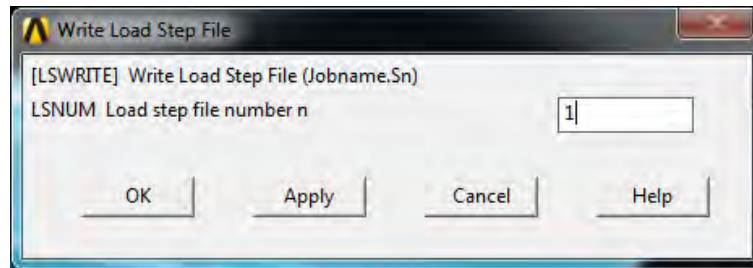 Write Load Step File
[LSWRITE] Write Load Step File (Jobname.Sn)
LSNUM Load step file number n 1
OK Apply Cancel Help